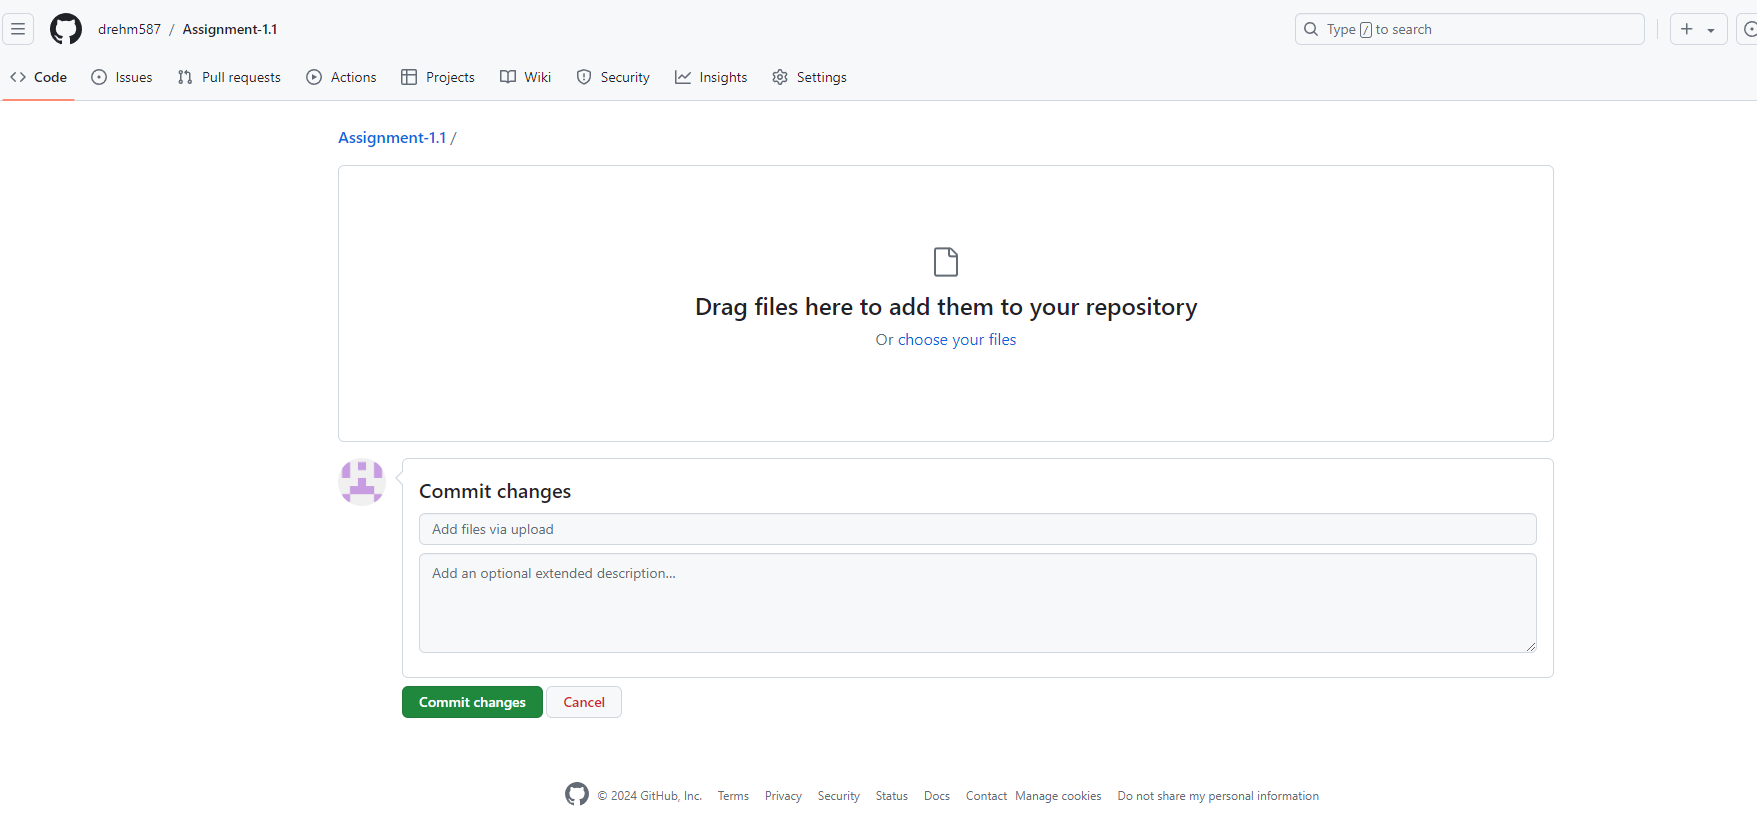 drehm587 / Assignment-1.1
Type / to search
Code Issues Pull requests Actions Projects Wiki Security Insights Settings
Assignment-1.1 /
Drag files here to add them to your repository
Or choose your files
Commit changes
Add files via upload
Add an optional extended description...
Commit changes Cancel
© 2024 GitHub, Inc. Terms Privacy Security Status Docs Contact Manage cookies Do not share my personal information